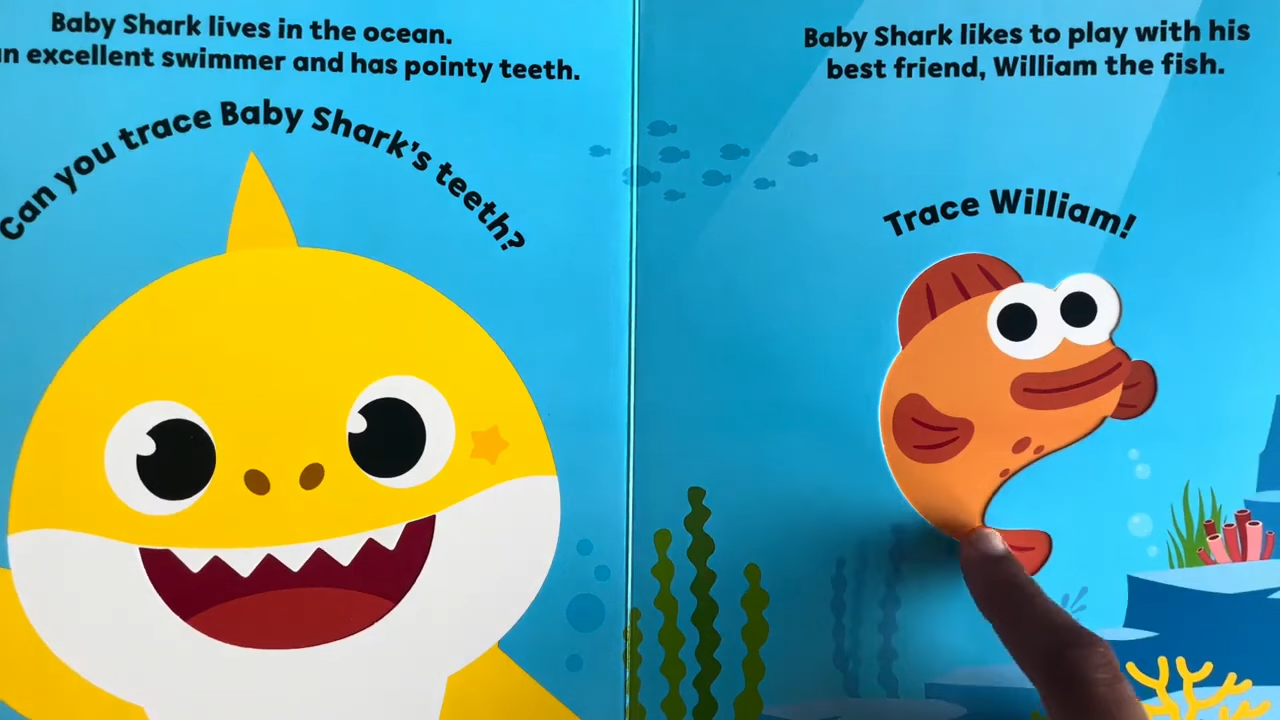 Baby Shark lives in the ocean.
n excellent swimmer and has pointy teeth.
Can you trace Baby Shark's teeth?
Baby Shark likes to play with his
best friend, William the fish.
Trace William!